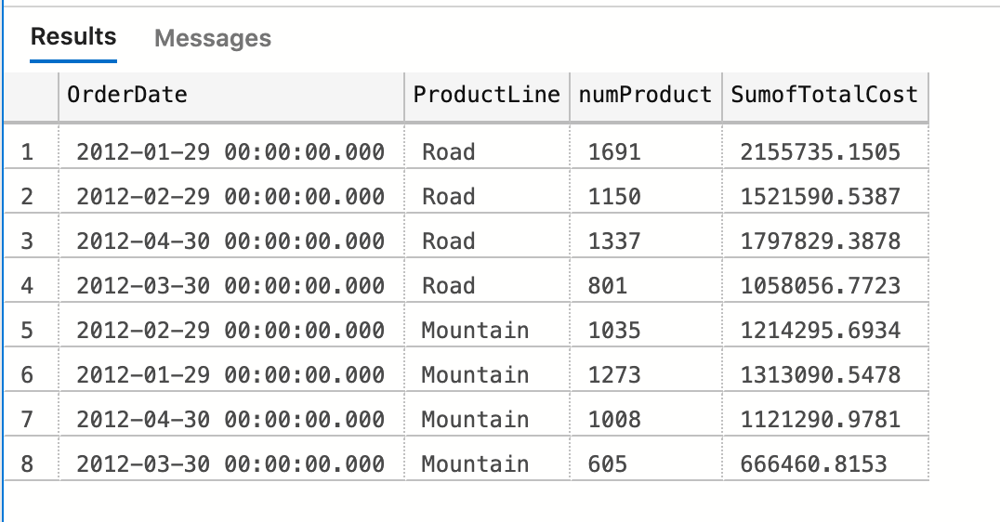 Results Messages
OrderDate ProductLine numProduct SumofTotalCost
1 2012-01-29 00:00:00.000 Road 1691 2155735.1505
2 2012-02-29 00:00:00.000 Road 1150 1521590.5387
3 2012-04-30 00:00:00.000 Road 1337 1797829.3878
4 2012-03-30 00:00:00.000 Road 801 1058056.7723
5 2012-02-29 00:00:00.000 Mountain 1035 1214295.6934
6 2012-01-29 00:00:00.000 Mountain 1273 1313090.5478
7 2012-04-30 00:00:00.000 Mountain 1008 1121290.9781
8 2012-03-30 00:00:00.000 Mountain 605 666460.8153